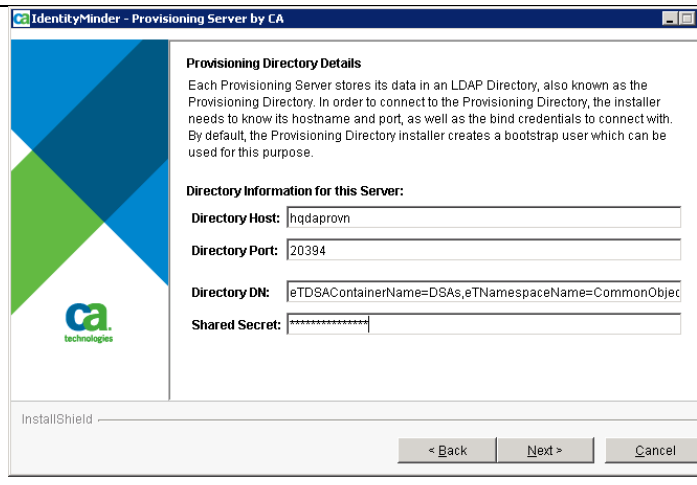 IdentityMinder - Provisioning Server by CA
Provisioning Directory Details
Each Provisioning Server stores its data in an LDAP Directory, also known as the
Provisioning Directory. In order to connect to the Provisioning Directory, the installer
needs to know its hostname and port, as well as the bind credentials to connect with.
By default, the Provisioning Directory installer creates a bootstrap user which can be
used for this purpose.
Directory Information for this Server:
Directory Host: hqdaprovn
Directory Port: 20394
Directory DN: eTDSAContainerName=DSAs,eTNamespaceName=CommonObjec
Shared Secret: ***************
ca.
technologies
InstallShield
< Back Next > Cancel